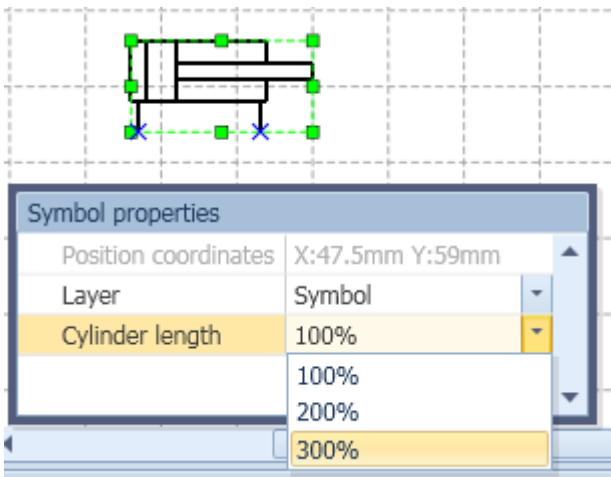 Symbol properties
Position coordinates X:47.5mm Y:59mm
Layer Symbol
Cylinder length 100%
100%
200%
300%